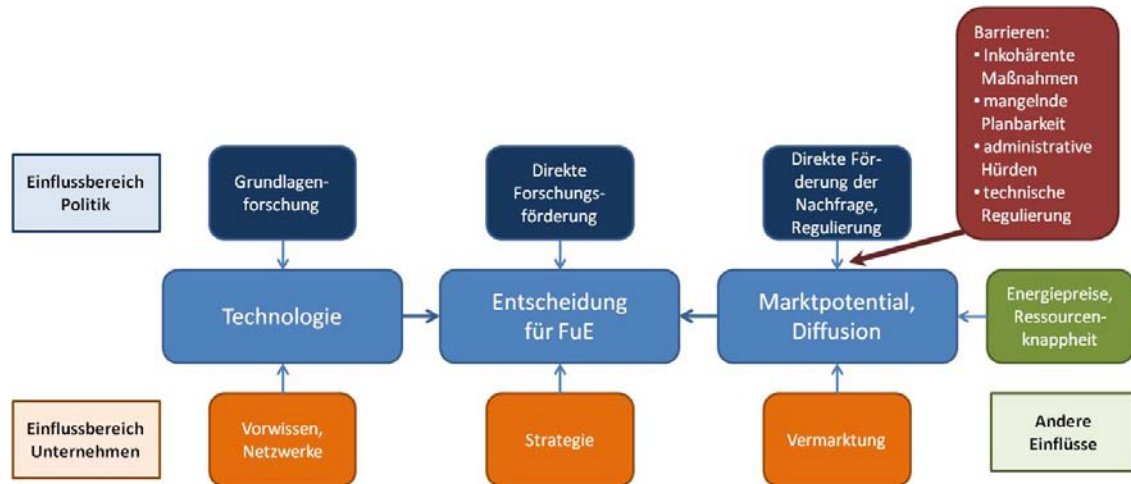 Barrieren:
• Inkohärente
Maßnahmen
• mangelnde
Planbarkeit
• administrative
Hürden
• technische
Regulierung
Einflussbereich
Politik
Grundlagen-
forschung
Direkte
Forschungs-
förderung
Direkte För-
derung der
Nachfrage,
Regulierung
Technologie
Entscheidung
für FuE
Marktpotential,
Diffusion
Energiepreise,
Ressourcen-
knappheit
Einflussbereich
Unternehmen
Vorwissen,
Netzwerke
Strategie
Vermarktung
Andere
Einflüsse